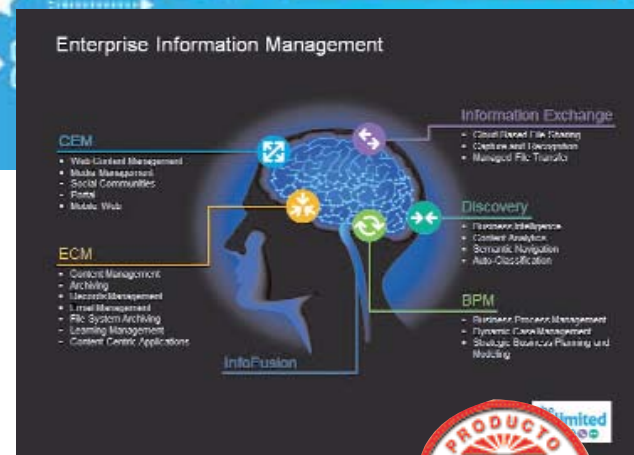 Enterprise Information Management
CEM
Web Content Management
Media Management
Social Communities
Portal
Mobile Web
ECM
Content Management
Archiving
Records Management
Email Management
File System Archiving
Learning Management
Content Centric Applications
InfoFusion
Information Exchange
Cloud Based File Sharing
Capture and Recognition
Managed File Transfer
Discovery
Business Intelligence
Content Analytics
Semantic Navigation
Auto-Classification
BPM
Business Process Management
Dynamic Case Management
Strategic Business Planning and
Modeling
PRODUCTO